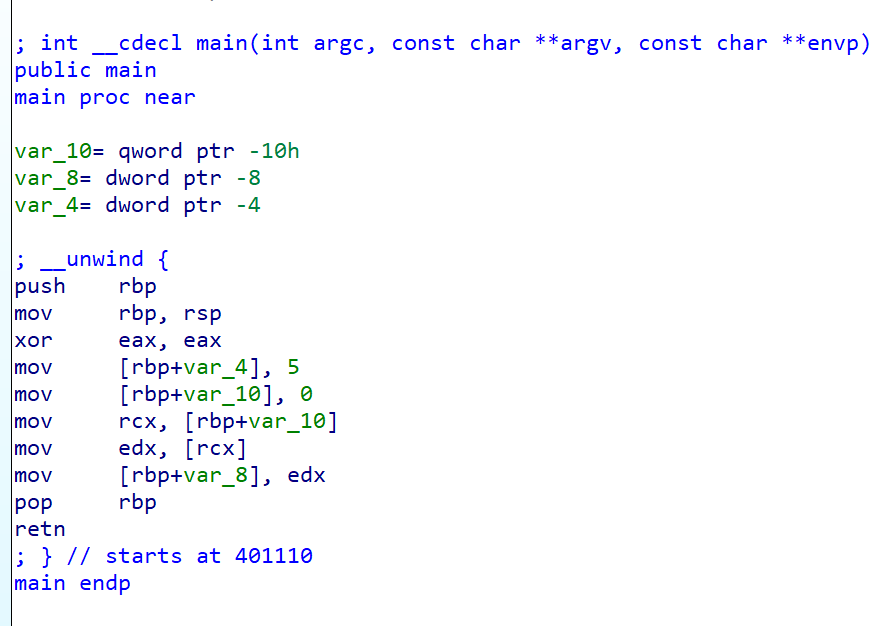 ; int __cdecl main(int argc, const char **argv, const char **envp)
public main
main proc near
var_10= qword ptr -10h
var_8= dword ptr -8
var_4= dword ptr -4
; __unwind {
push    rbp
mov     rbp, rsp
xor     eax, eax
mov     [rbp+var_4], 5
mov     [rbp+var_10], 0
mov     rcx, [rbp+var_10]
mov     edx, [rcx]
mov     [rbp+var_8], edx
pop     rbp
retn
; } // starts at 401110
main endp